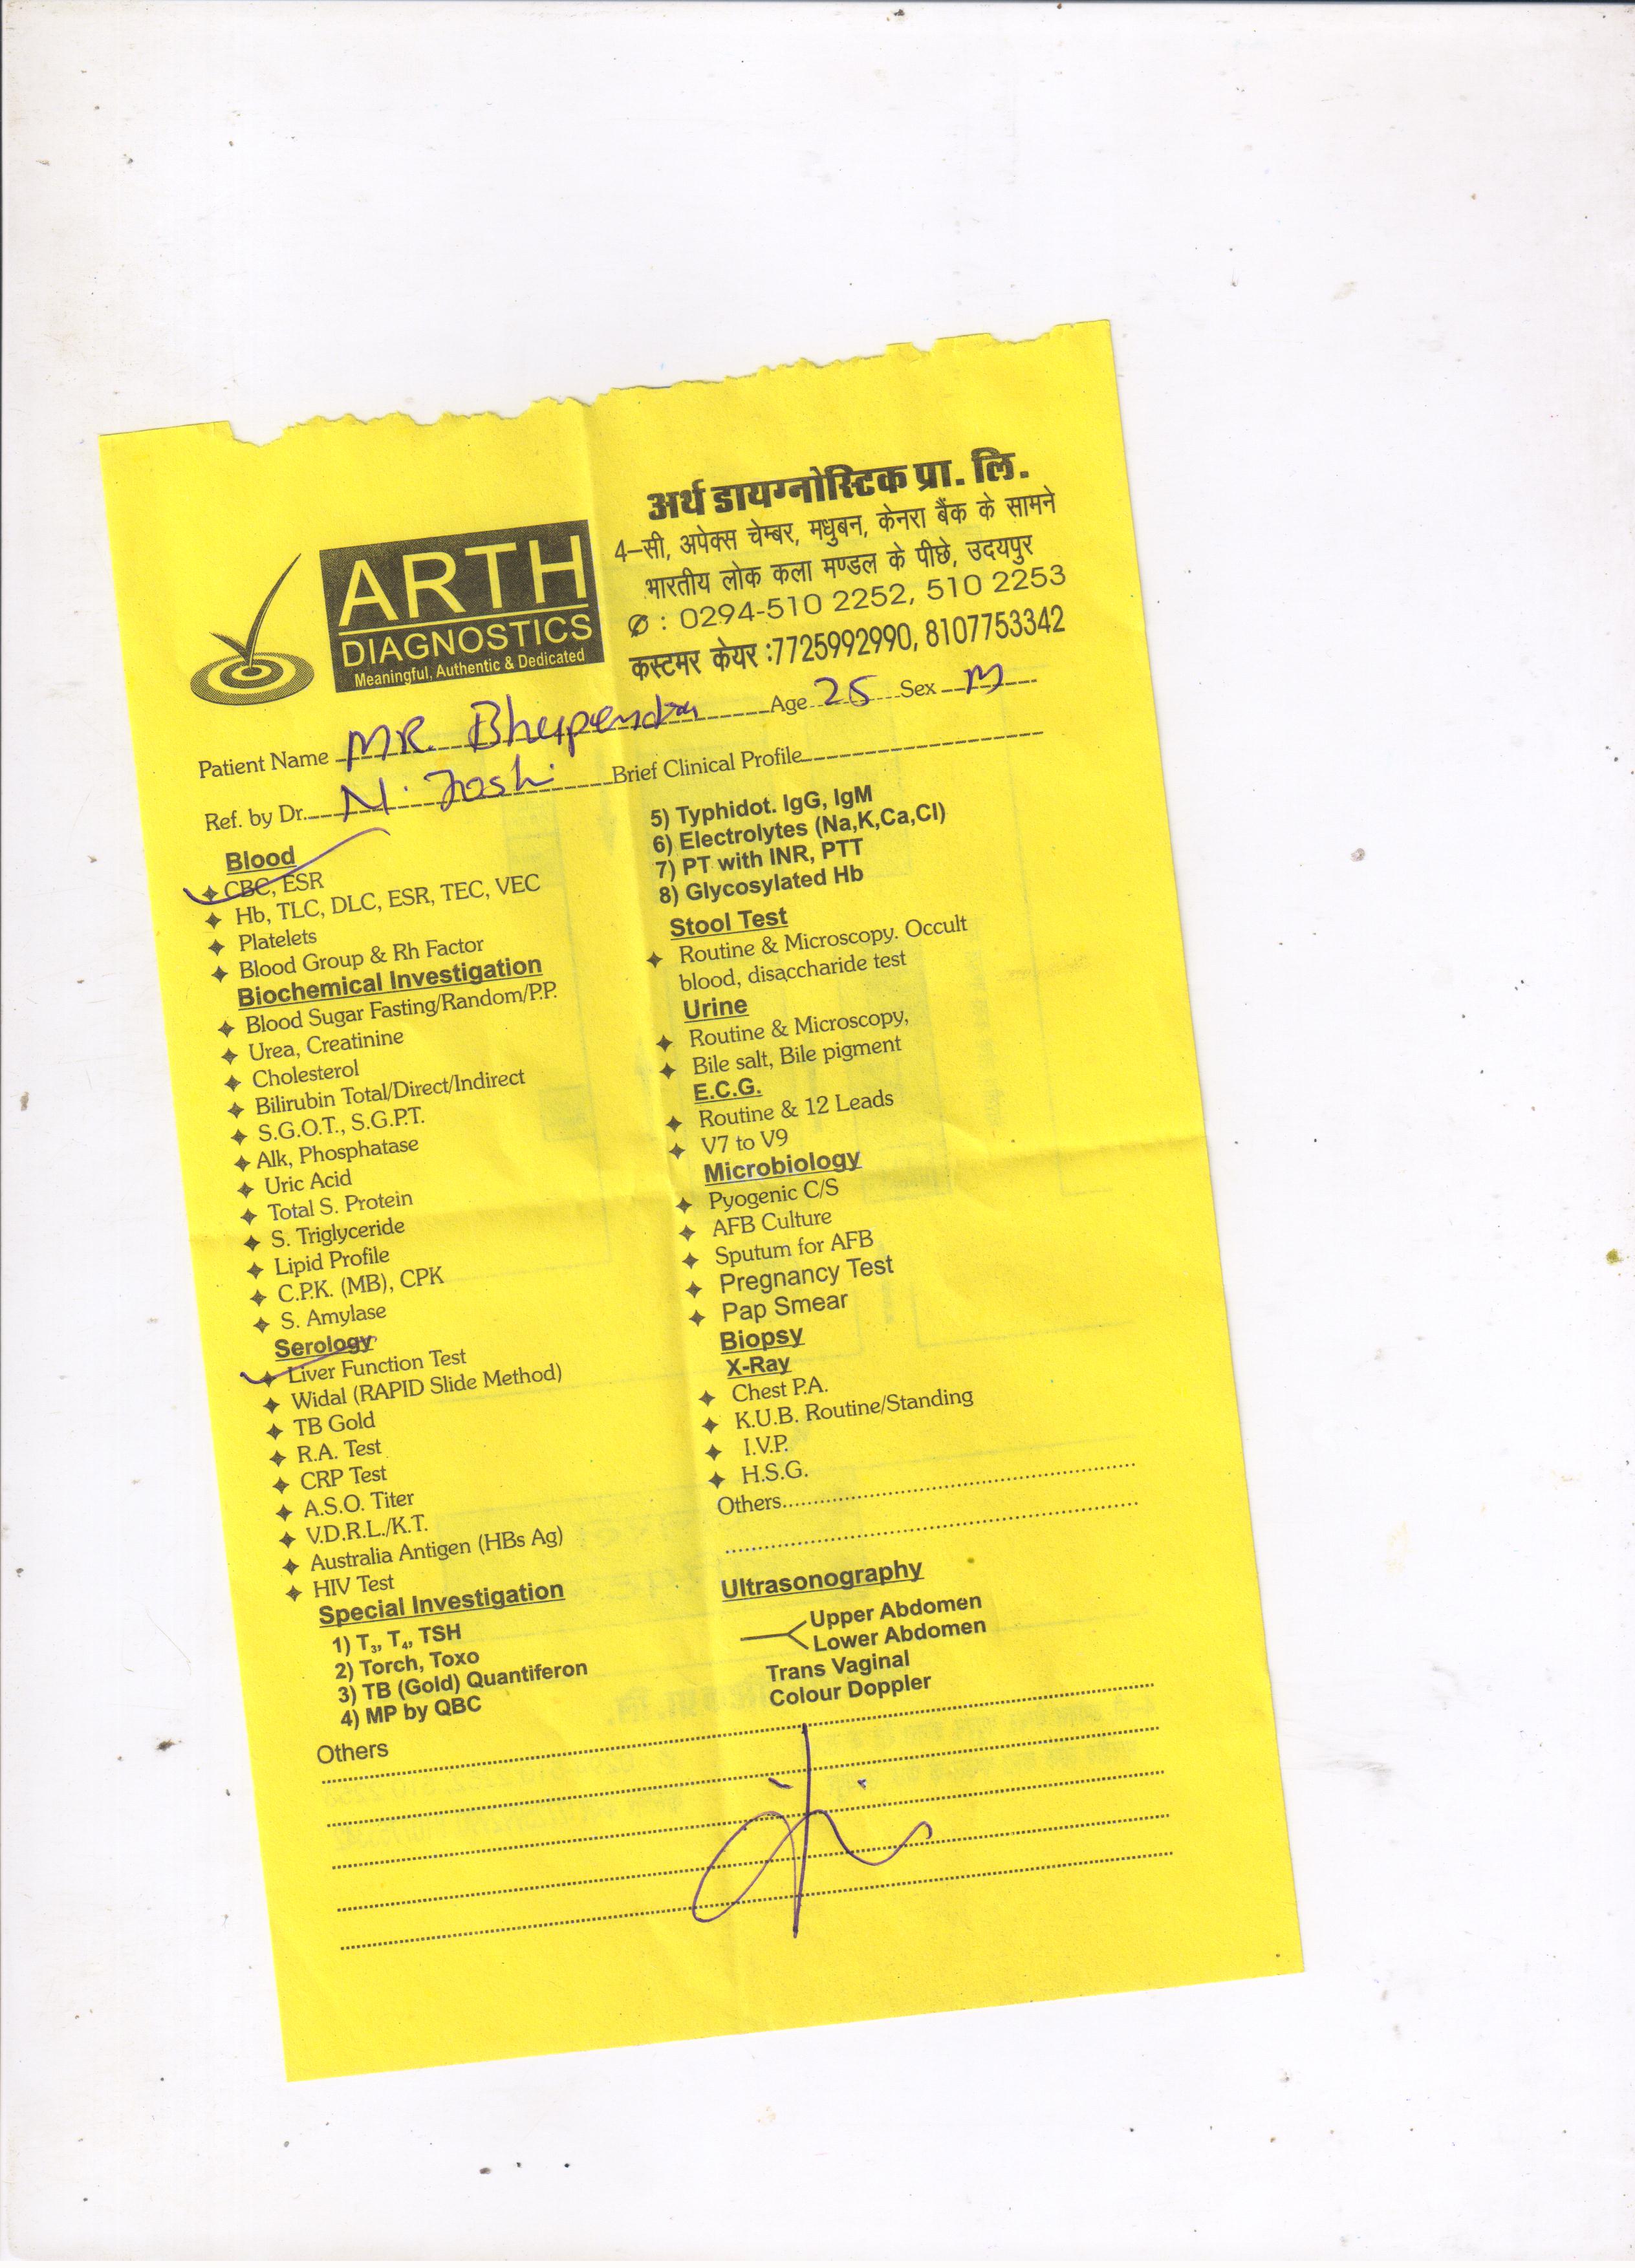 अर्थ डायग्नोस्टिक प्रा. लि.
4–सी, अपेक्स चेम्बर, मधुबन, केनरा बैंक के सामने
भारतीय लोक कला मण्डल के पीछे, उदयपुर
✆ : 0294-510 2252, 510 2253
कस्टमर केयर :7725992990, 8107753342
ARTH
DIAGNOSTICS
Meaningful, Authentic & Dedicated
Patient Name MR. Bhupendra Age 25 Sex M
Ref. by Dr. N. Joshi Brief Clinical Profile
Blood
CBC, ESR
Hb, TLC, DLC, ESR, TEC, VEC
Platelets
Blood Group & Rh Factor
Biochemical Investigation
Blood Sugar Fasting/Random/P.P.
Urea, Creatinine
Cholesterol
Bilirubin Total/Direct/Indirect
S.G.O.T., S.G.P.T.
Alk, Phosphatase
Uric Acid
Total S. Protein
S. Triglyceride
Lipid Profile
C.P.K. (MB), CPK
S. Amylase
Serology
Liver Function Test
Widal (RAPID Slide Method)
TB Gold
R.A. Test
CRP Test
A.S.O. Titer
V.D.R.L./K.T.
Australia Antigen (HBs Ag)
HIV Test
Special Investigation
1) T₃, T₄, TSH
2) Torch, Toxo
3) TB (Gold) Quantiferon
4) MP by QBC
5) Typhidot. IgG, IgM
6) Electrolytes (Na,K,Ca,Cl)
7) PT with INR, PTT
8) Glycosylated Hb
Stool Test
Routine & Microscopy. Occult
blood, disaccharide test
Urine
Routine & Microscopy,
Bile salt, Bile pigment
E.C.G.
Routine & 12 Leads
V7 to V9
Microbiology
Pyogenic C/S
AFB Culture
Sputum for AFB
Pregnancy Test
Pap Smear
Biopsy
X-Ray
Chest P.A.
K.U.B. Routine/Standing
I.V.P.
H.S.G.
Others
Ultrasonography
Upper Abdomen
Lower Abdomen
Trans Vaginal
Colour Doppler
Others